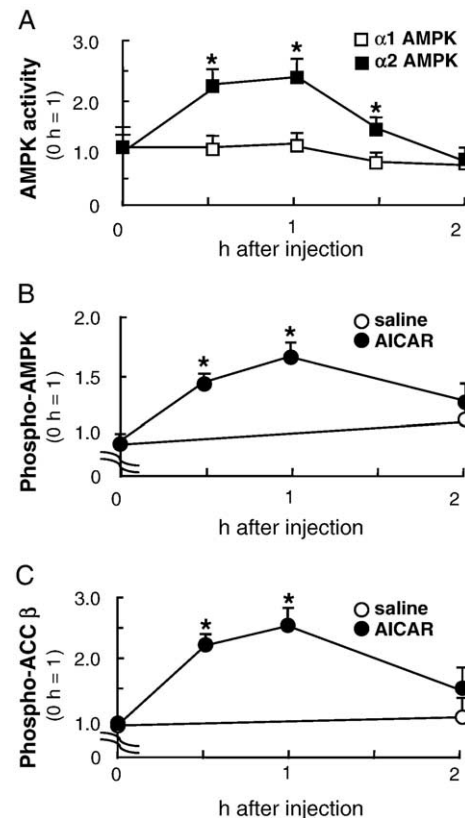 A
3.0
2.0
1.0
0
AMPK activity
(0 h = 1)
* * *
α1 AMPK
α2 AMPK
0 1 2
h after injection
B
2.0
1.5
1.0
0
Phospho-AMPK
(0 h = 1)
* *
saline
AICAR
0 1 2
h after injection
C
3.0
2.0
1.0
0
Phospho-ACC β
(0 h = 1)
* *
saline
AICAR
0 1 2
h after injection